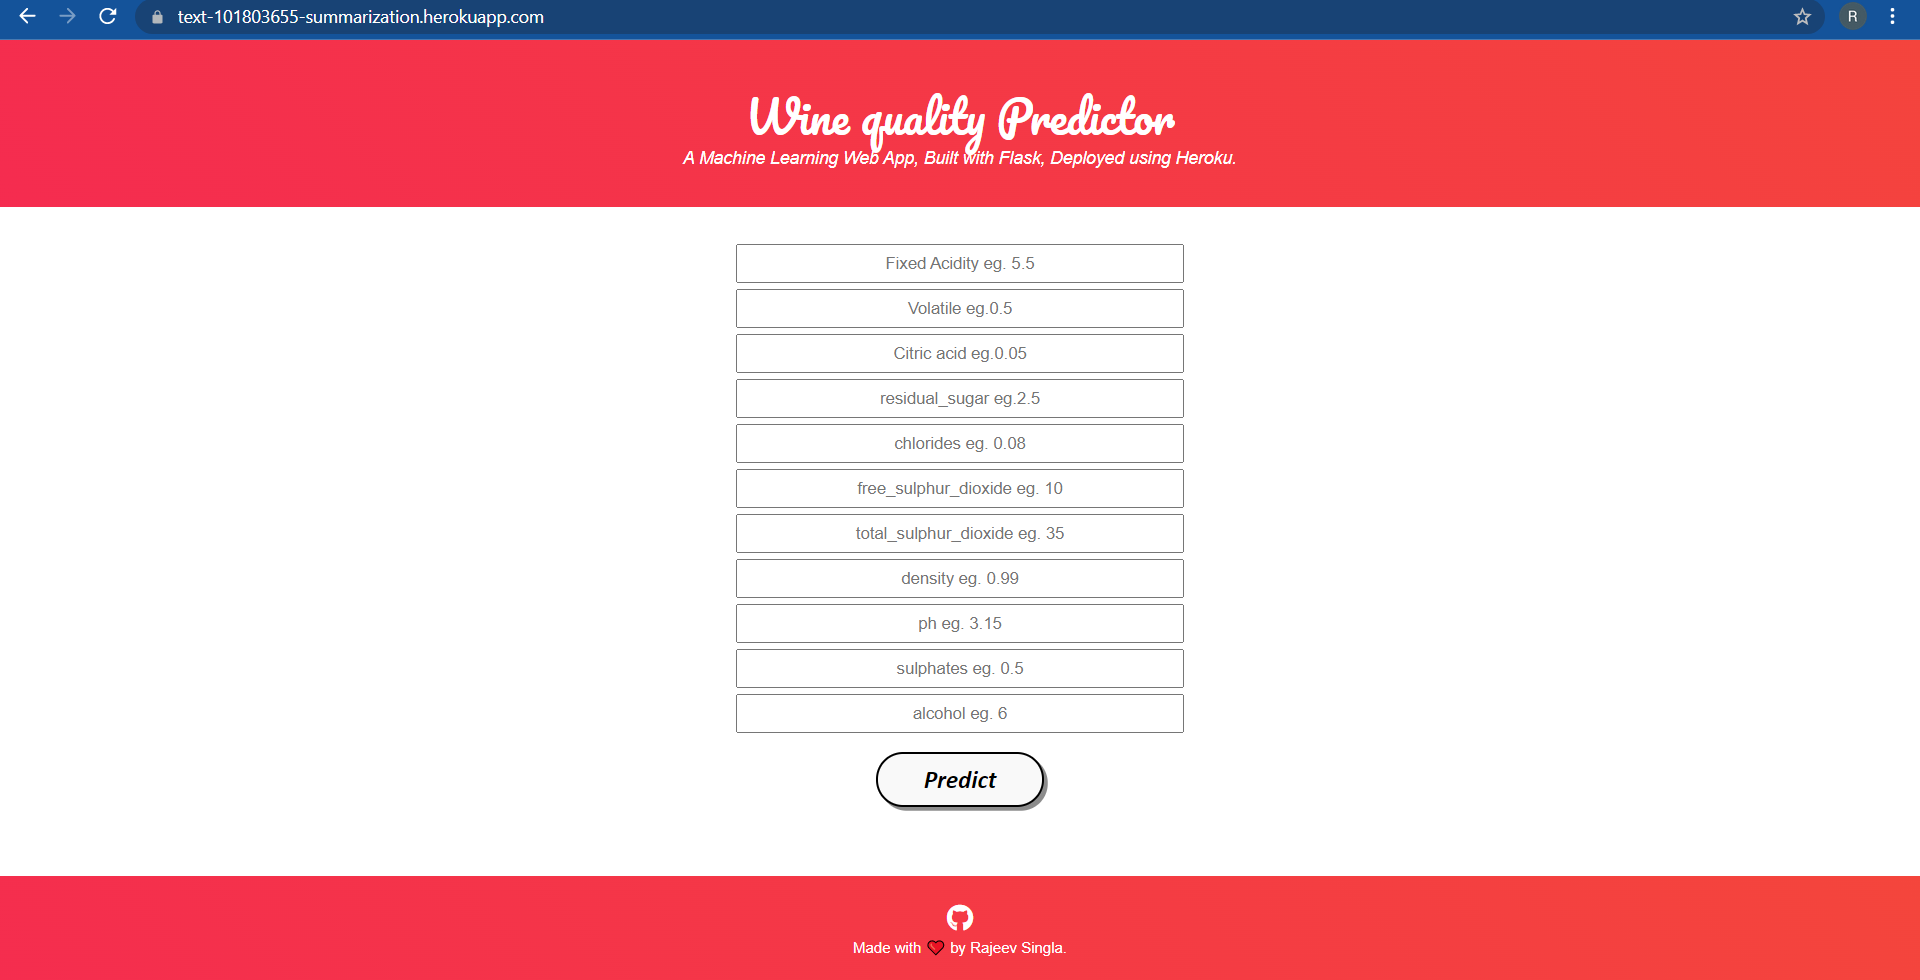 text-101803655-summarization.herokuapp.com
R
Wine quality Predictor
A Machine Learning Web App, Built with Flask, Deployed using Heroku.
Fixed Acidity eg. 5.5
Volatile eg.0.5
Citric acid eg.0.05
residual_sugar eg.2.5
chlorides eg. 0.08
free_sulphur_dioxide eg. 10
total_sulphur_dioxide eg. 35
density eg. 0.99
ph eg. 3.15
sulphates eg. 0.5
alcohol eg. 6
Predict
Made with ❤ by Rajeev Singla.